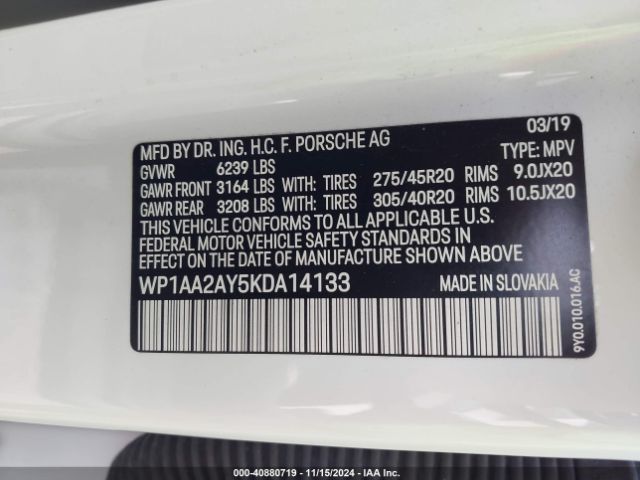 03/19
MFD BY DR. ING. H.C. F. PORSCHE AG
GVWR 6239 LBS TYPE: MPV
GAWR FRONT 3164 LBS WITH: TIRES 275/45R20 RIMS 9.0JX20
GAWR REAR 3208 LBS WITH: TIRES 305/40R20 RIMS 10.5JX20
THIS VEHICLE CONFORMS TO ALL APPLICABLE U.S.
FEDERAL MOTOR VEHICLE SAFETY STANDARDS IN
EFFECT ON THE DATE OF MANUFACTURE SHOWN ABOVE
WP1AA2AY5KDA14133 MADE IN SLOVAKIA
9Y0.010.016.AC
000-40880719 - 11/15/2024 - IAA Inc.